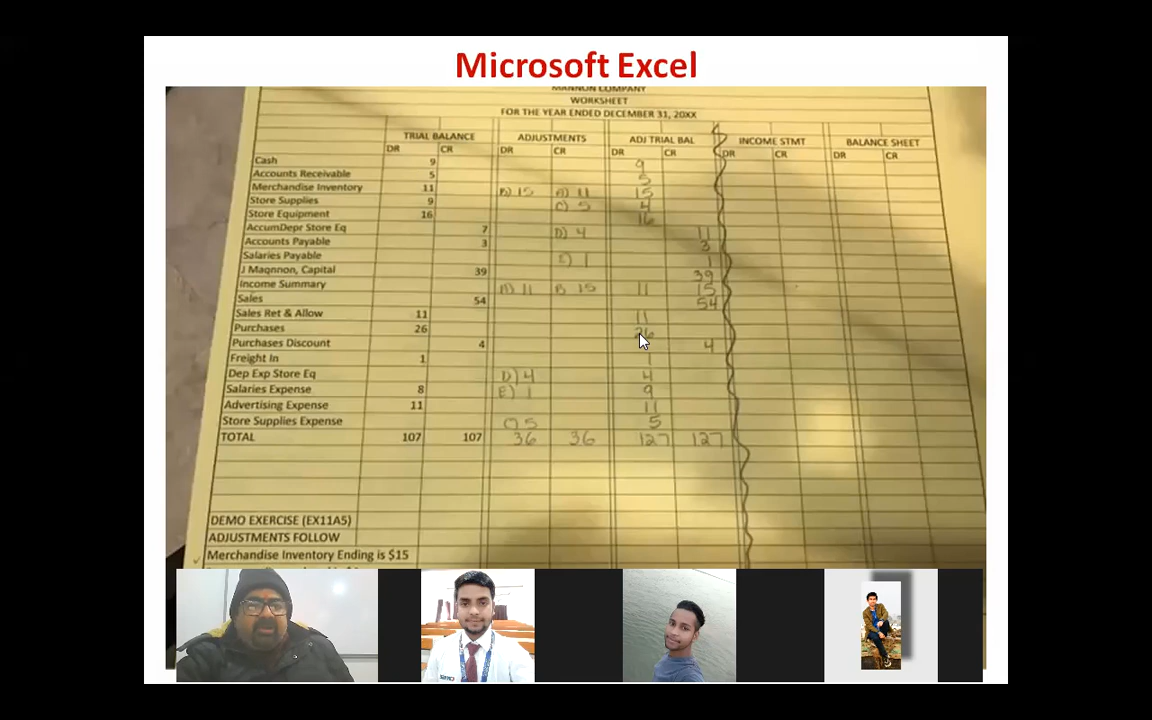 Microsoft Excel
MANNON COMPANY
WORKSHEET
FOR THE YEAR ENDED DECEMBER 31, 20XX
TRIAL BALANCE ADJUSTMENTS ADJ TRIAL BAL INCOME STMT BALANCE SHEET
DR CR DR CR DR CR DR CR DR CR
Cash 9 9
Accounts Receivable 5 5
Merchandise Inventory 11 B) 15 A) 11 15
Store Supplies 9 C) 5 4
Store Equipment 16 16
AccumDepr Store Eq 7 D) 4 11
Accounts Payable 3 3
Salaries Payable E) 1 1
J Maqnnon, Capital 39 39
Income Summary A) 11 B 15 11 15
Sales 54 54
Sales Ret & Allow 11 11
Purchases 26 26
Purchases Discount 4 4
Freight In 1
Dep Exp Store Eq D) 4 4
Salaries Expense 8 E) 1 9
Advertising Expense 11 11
Store Supplies Expense C) 5 5
TOTAL 107 107 36 36 127 127
DEMO EXERCISE (EX11A5)
ADJUSTMENTS FOLLOW
Merchandise Inventory Ending is $15